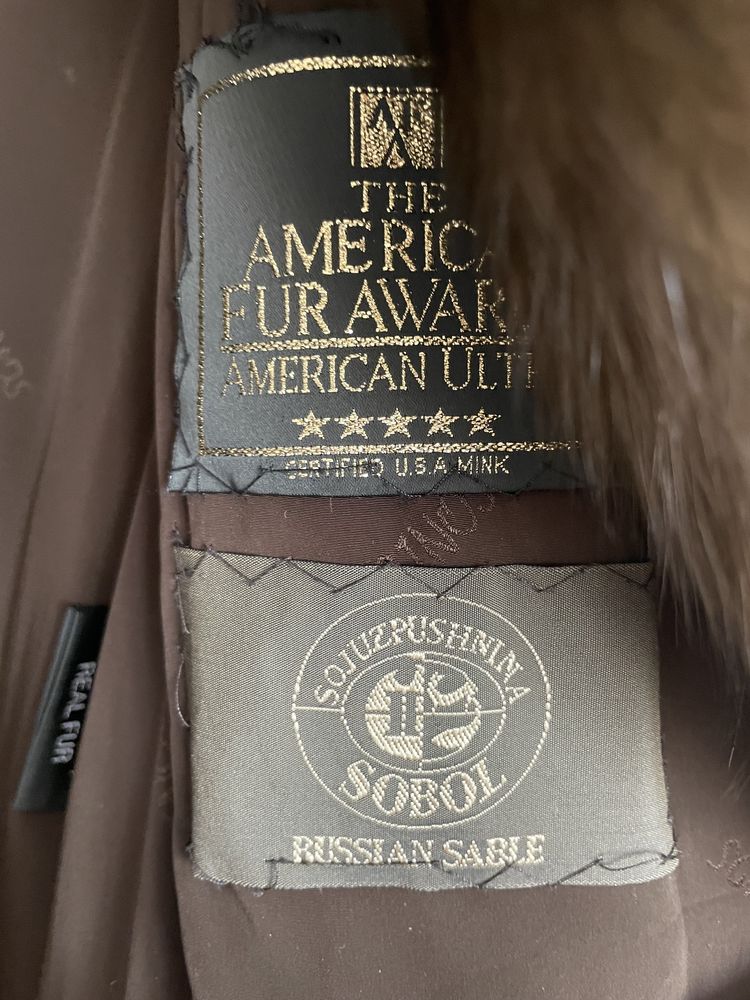 THE
AMERICA
FUR AWAR
AMERICAN ULT
CERTIFIED U.S.A. MINK
SOJUZPUSHNINA
SOBOL
RUSSIAN SABLE
REAL FUR